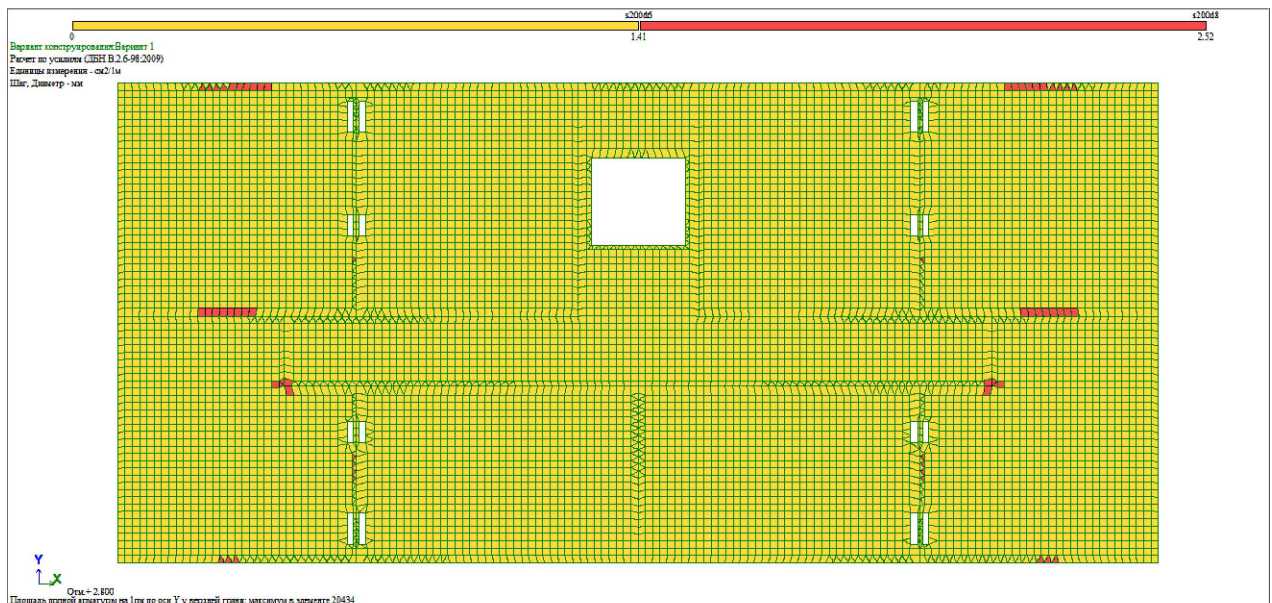 s200d6 s200d8
0 1.41 2.52
Вариант конструирования:Вариант 1
Расчет по усилиям (ДБН В.2.6-98:2009)
Единицы измерения - см2/1м
Шаг, Диаметр - мм
Y
X
Отм.+ 2.800
Площадь полной арматуры на 1пм по оси Y у верхней грани; максимум в элементе 20434